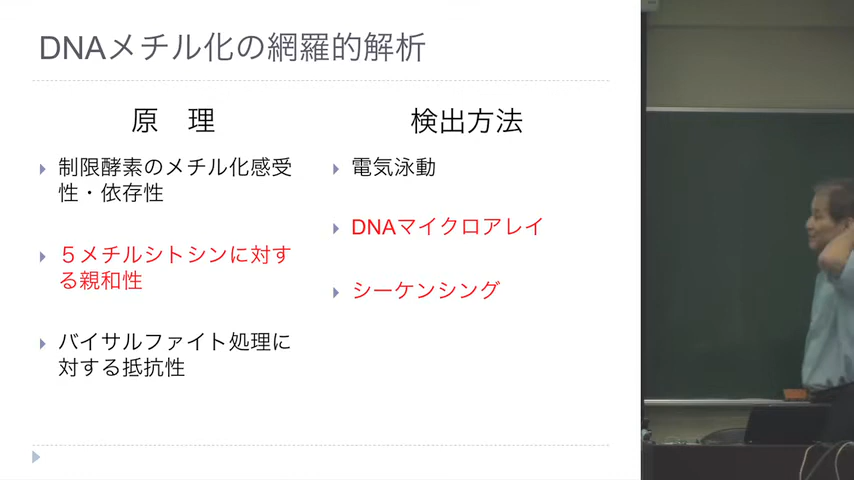 DNAメチル化の網羅的解析
原　理
制限酵素のメチル化感受
性・依存性
５メチルシトシンに対す
る親和性
バイサルファイト処理に
対する抵抗性
検出方法
電気泳動
DNAマイクロアレイ
シーケンシング